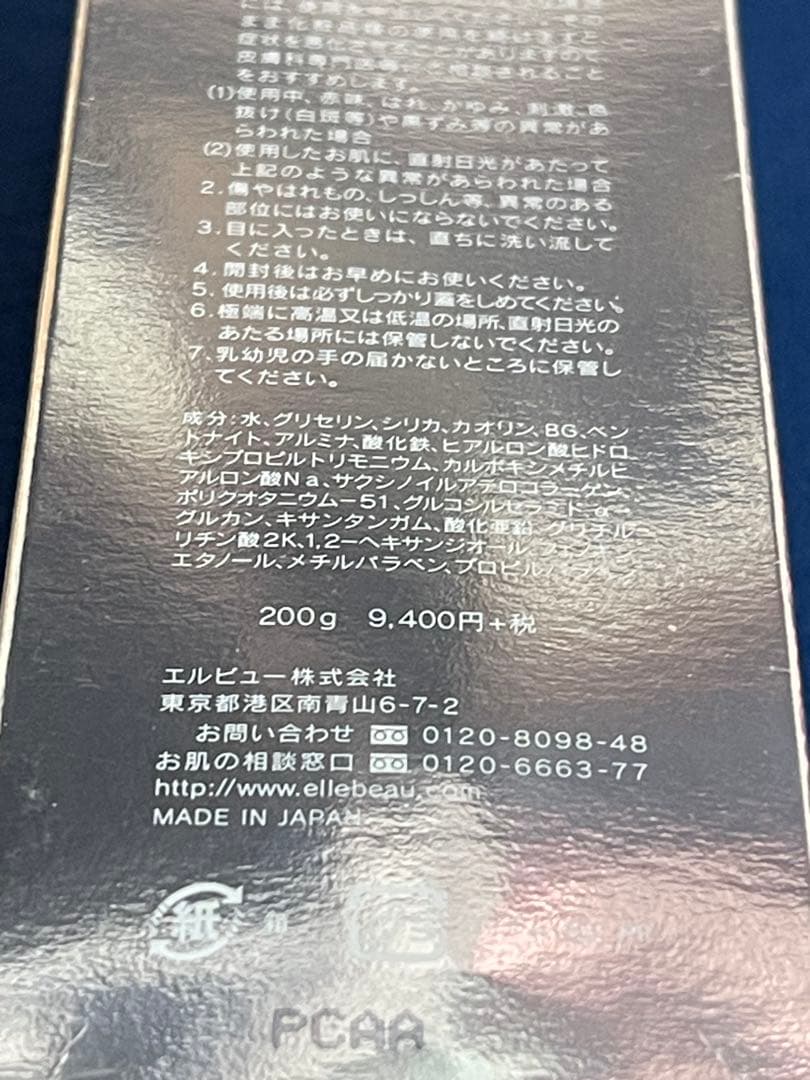 まま化粧品類の使用を続けますと
症状を悪化させることがありますので
皮膚科専門医等にご相談されること
をおすすめします。
(1)使用中、赤味、はれ、かゆみ、刺激、色
抜け(白斑等)や黒ずみ等の異常があ
らわれた場合
(2)使用したお肌に、直射日光があたって
上記のような異常があらわれた場合
2.傷やはれもの、しっしん等、異常のある
部位にはお使いにならないでください。
3.目に入ったときは、直ちに洗い流して
ください。
4.開封後はお早めにお使いください。
5.使用後は必ずしっかり蓋をしめてください。
6.極端に高温又は低温の場所、直射日光の
あたる場所には保管しないでください。
7.乳幼児の手の届かないところに保管し
てください。
成分:水、グリセリン、シリカ、カオリン、BG、ベン
トナイト、アルミナ、酸化鉄、ヒアルロン酸ヒドロ
キシプロピルトリモニウム、カルボキシメチルヒ
アルロン酸Na、サクシノイルアテロコラーゲン、
ポリクオタニウム-51、グルコシルセラミド、α-
グルカン、キサンタンガム、酸化亜鉛、グリチル
リチン酸2K、1,2-ヘキサンジオール、フェノキシ
エタノール、メチルパラベン、プロピルパラベン
200g 9,400円+税
エルビュー株式会社
東京都港区南青山6-7-2
お問い合わせ 0120-8098-48
お肌の相談窓口 0120-6663-77
http://www.ellebeau.com
MADE IN JAPAN
紙 箱
PCAA